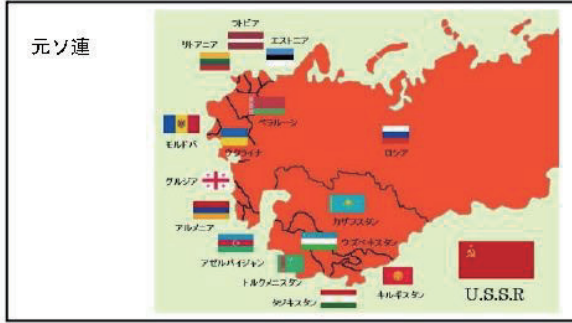 元ソ連
ラトビア
エストニア
リトアニア
ベラルーシ
モルドバ
ウクライナ
ロシア
グルジア
カザフスタン
アルメニア
ウズベキスタン
アゼルバイジャン
トルクメニスタン
キルギスタン
タジキスタン
U.S.S.R